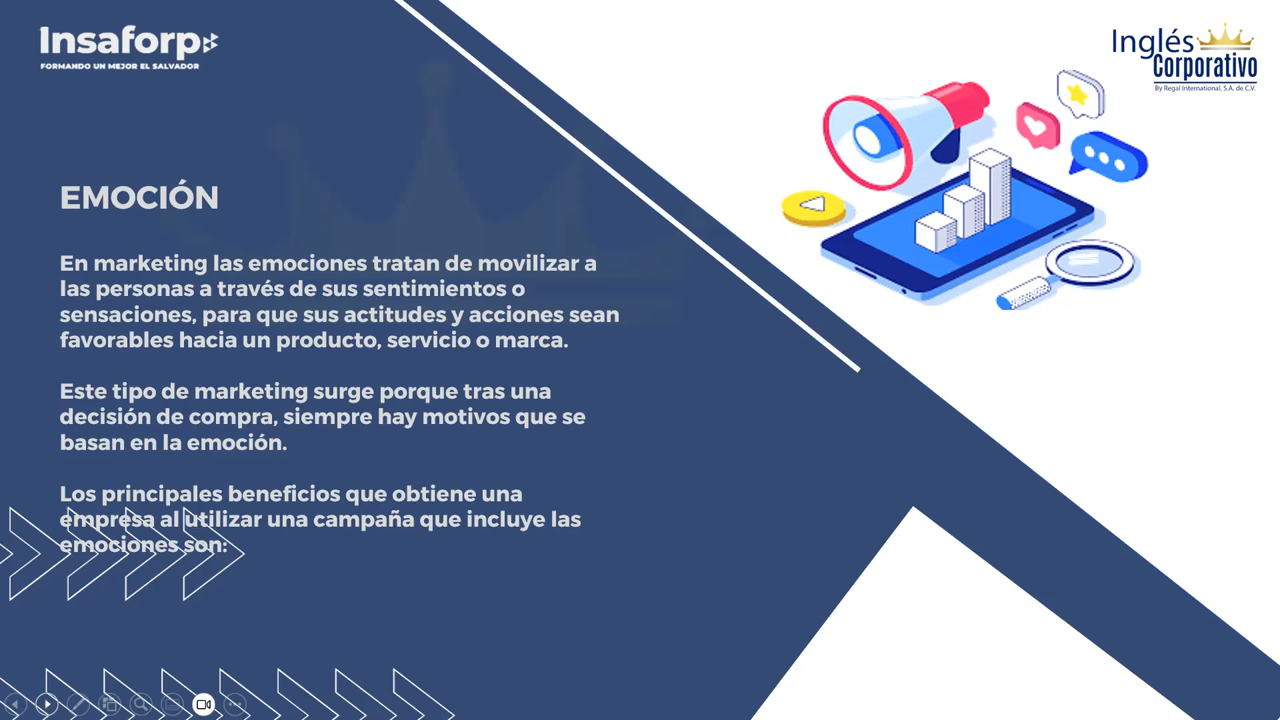 Insaforp
FORMANDO UN MEJOR EL SALVADOR
Inglés
Corporativo
By Regal International, S.A. de C.V.
EMOCIÓN
En marketing las emociones tratan de movilizar a
las personas a través de sus sentimientos o
sensaciones, para que sus actitudes y acciones sean
favorables hacia un producto, servicio o marca.
Este tipo de marketing surge porque tras una
decisión de compra, siempre hay motivos que se
basan en la emoción.
Los principales beneficios que obtiene una
empresa al utilizar una campaña que incluye las
emociones son: